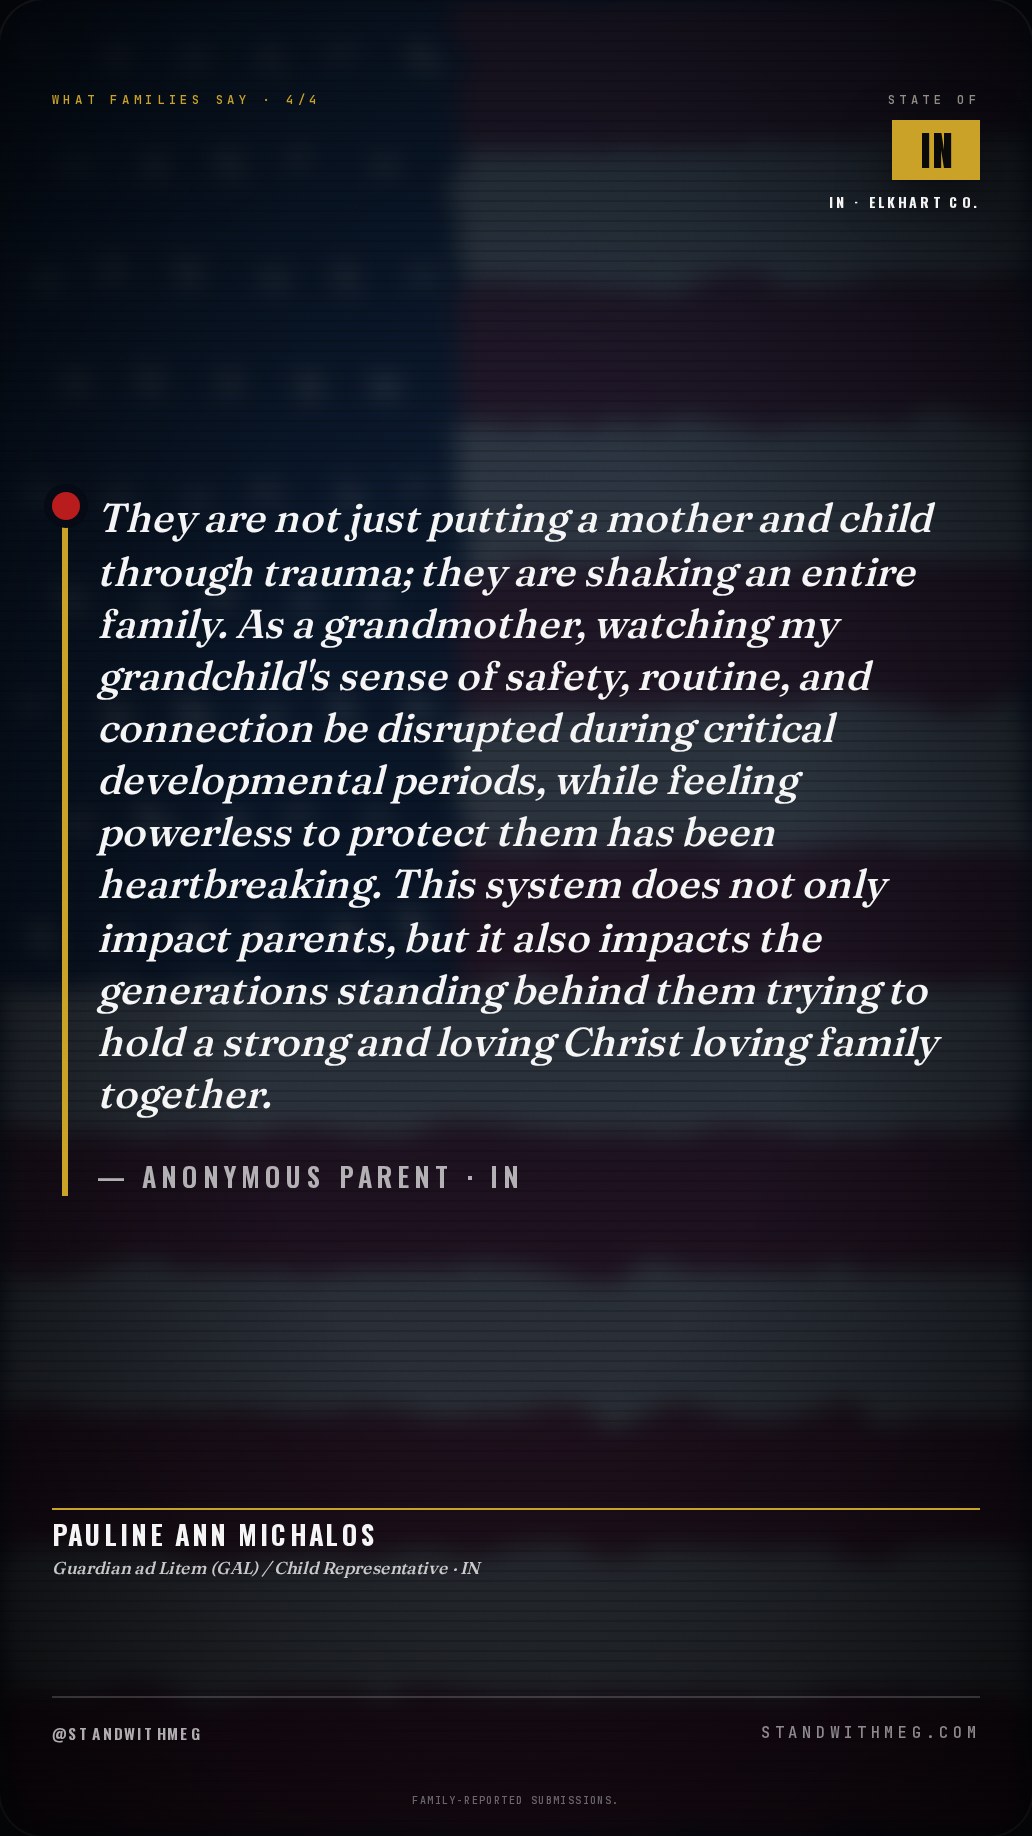 WHAT FAMILIES SAY · 4/4
STATE OF
IN
IN · ELKHART CO.
They are not just putting a mother and child
through trauma; they are shaking an entire
family. As a grandmother, watching my
grandchild's sense of safety, routine, and
connection be disrupted during critical
developmental periods, while feeling
powerless to protect them has been
heartbreaking. This system does not only
impact parents, but it also impacts the
generations standing behind them trying to
hold a strong and loving Christ loving family
together.
— ANONYMOUS PARENT · IN
PAULINE ANN MICHALOS
Guardian ad Litem (GAL) / Child Representative · IN
@STANDWITHMEG
STANDWITHMEG.COM
FAMILY-REPORTED SUBMISSIONS.